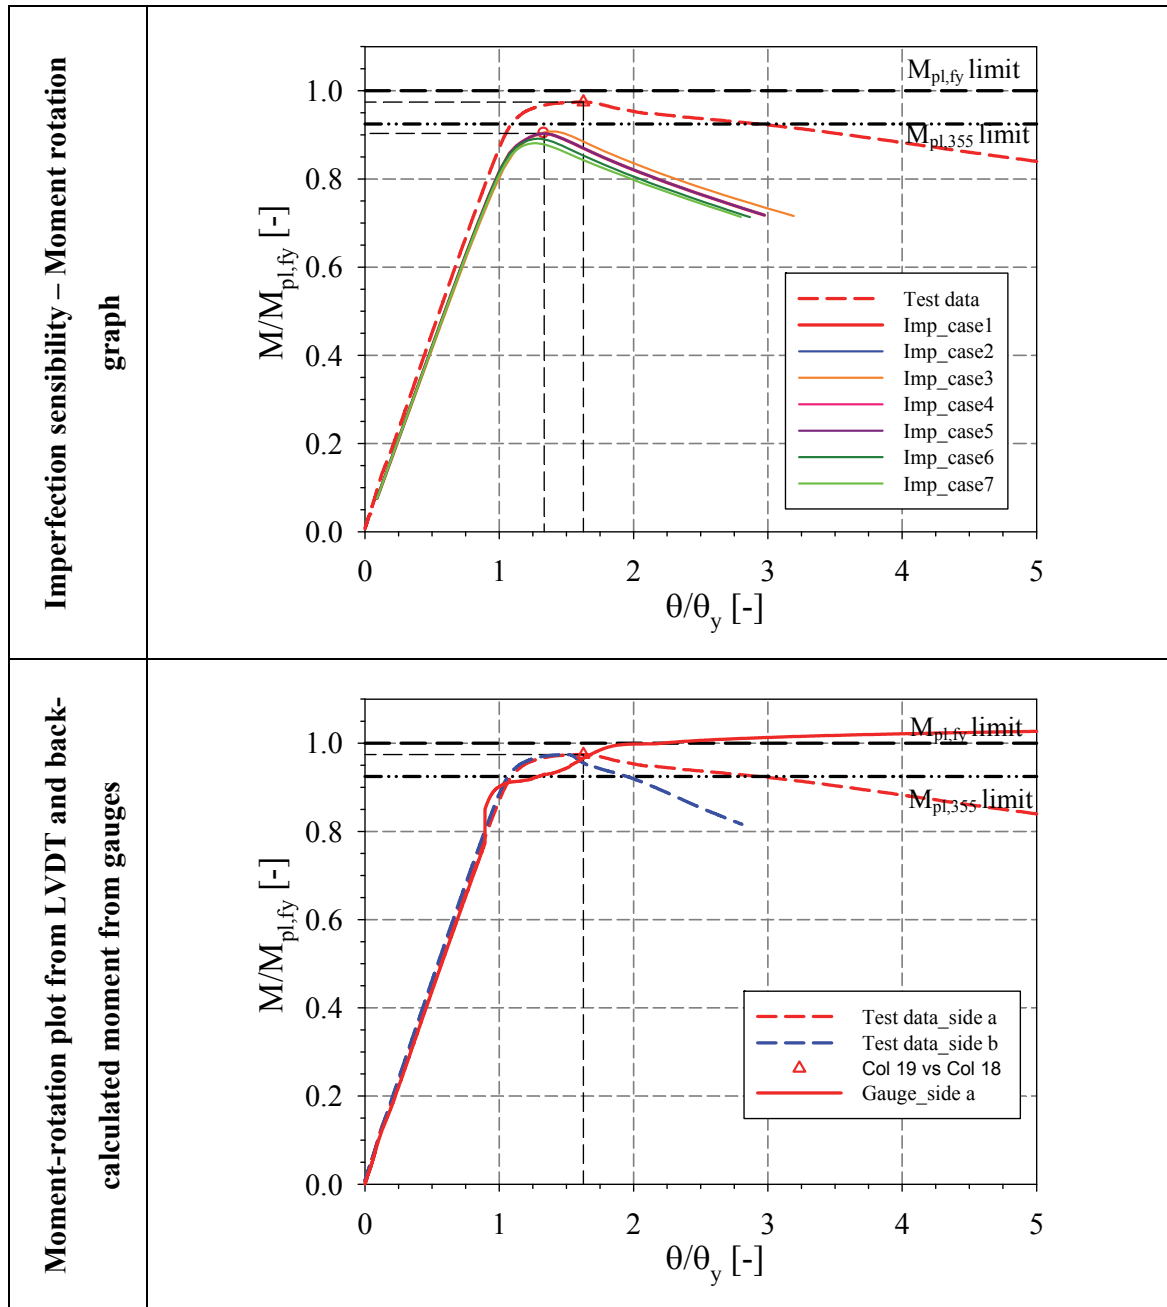 Imperfection sensibility – Moment rotation
graph
M/Mpl,fy [-]
1.0
0.8
0.6
0.4
0.2
0.0
Mpl,fy limit
Mpl,355 limit
Test data
Imp_case1
Imp_case2
Imp_case3
Imp_case4
Imp_case5
Imp_case6
Imp_case7
0 1 2 3 4 5
θ/θy [-]
Moment-rotation plot from LVDT and back-
calculated moment from gauges
M/Mpl,fy [-]
1.0
0.8
0.6
0.4
0.2
0.0
Mpl,fy limit
Mpl,355 limit
Test data_side a
Test data_side b
Col 19 vs Col 18
Gauge_side a
0 1 2 3 4 5
θ/θy [-]